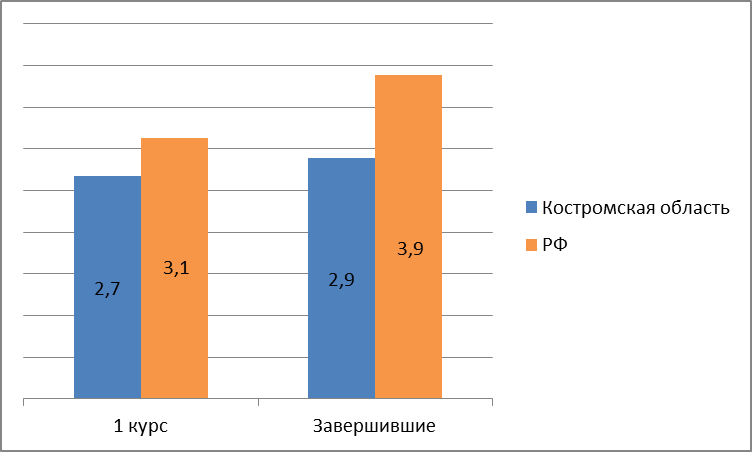 2,7
3,1
2,9
3,9
1 курс
Завершившие
Костромская область
РФ